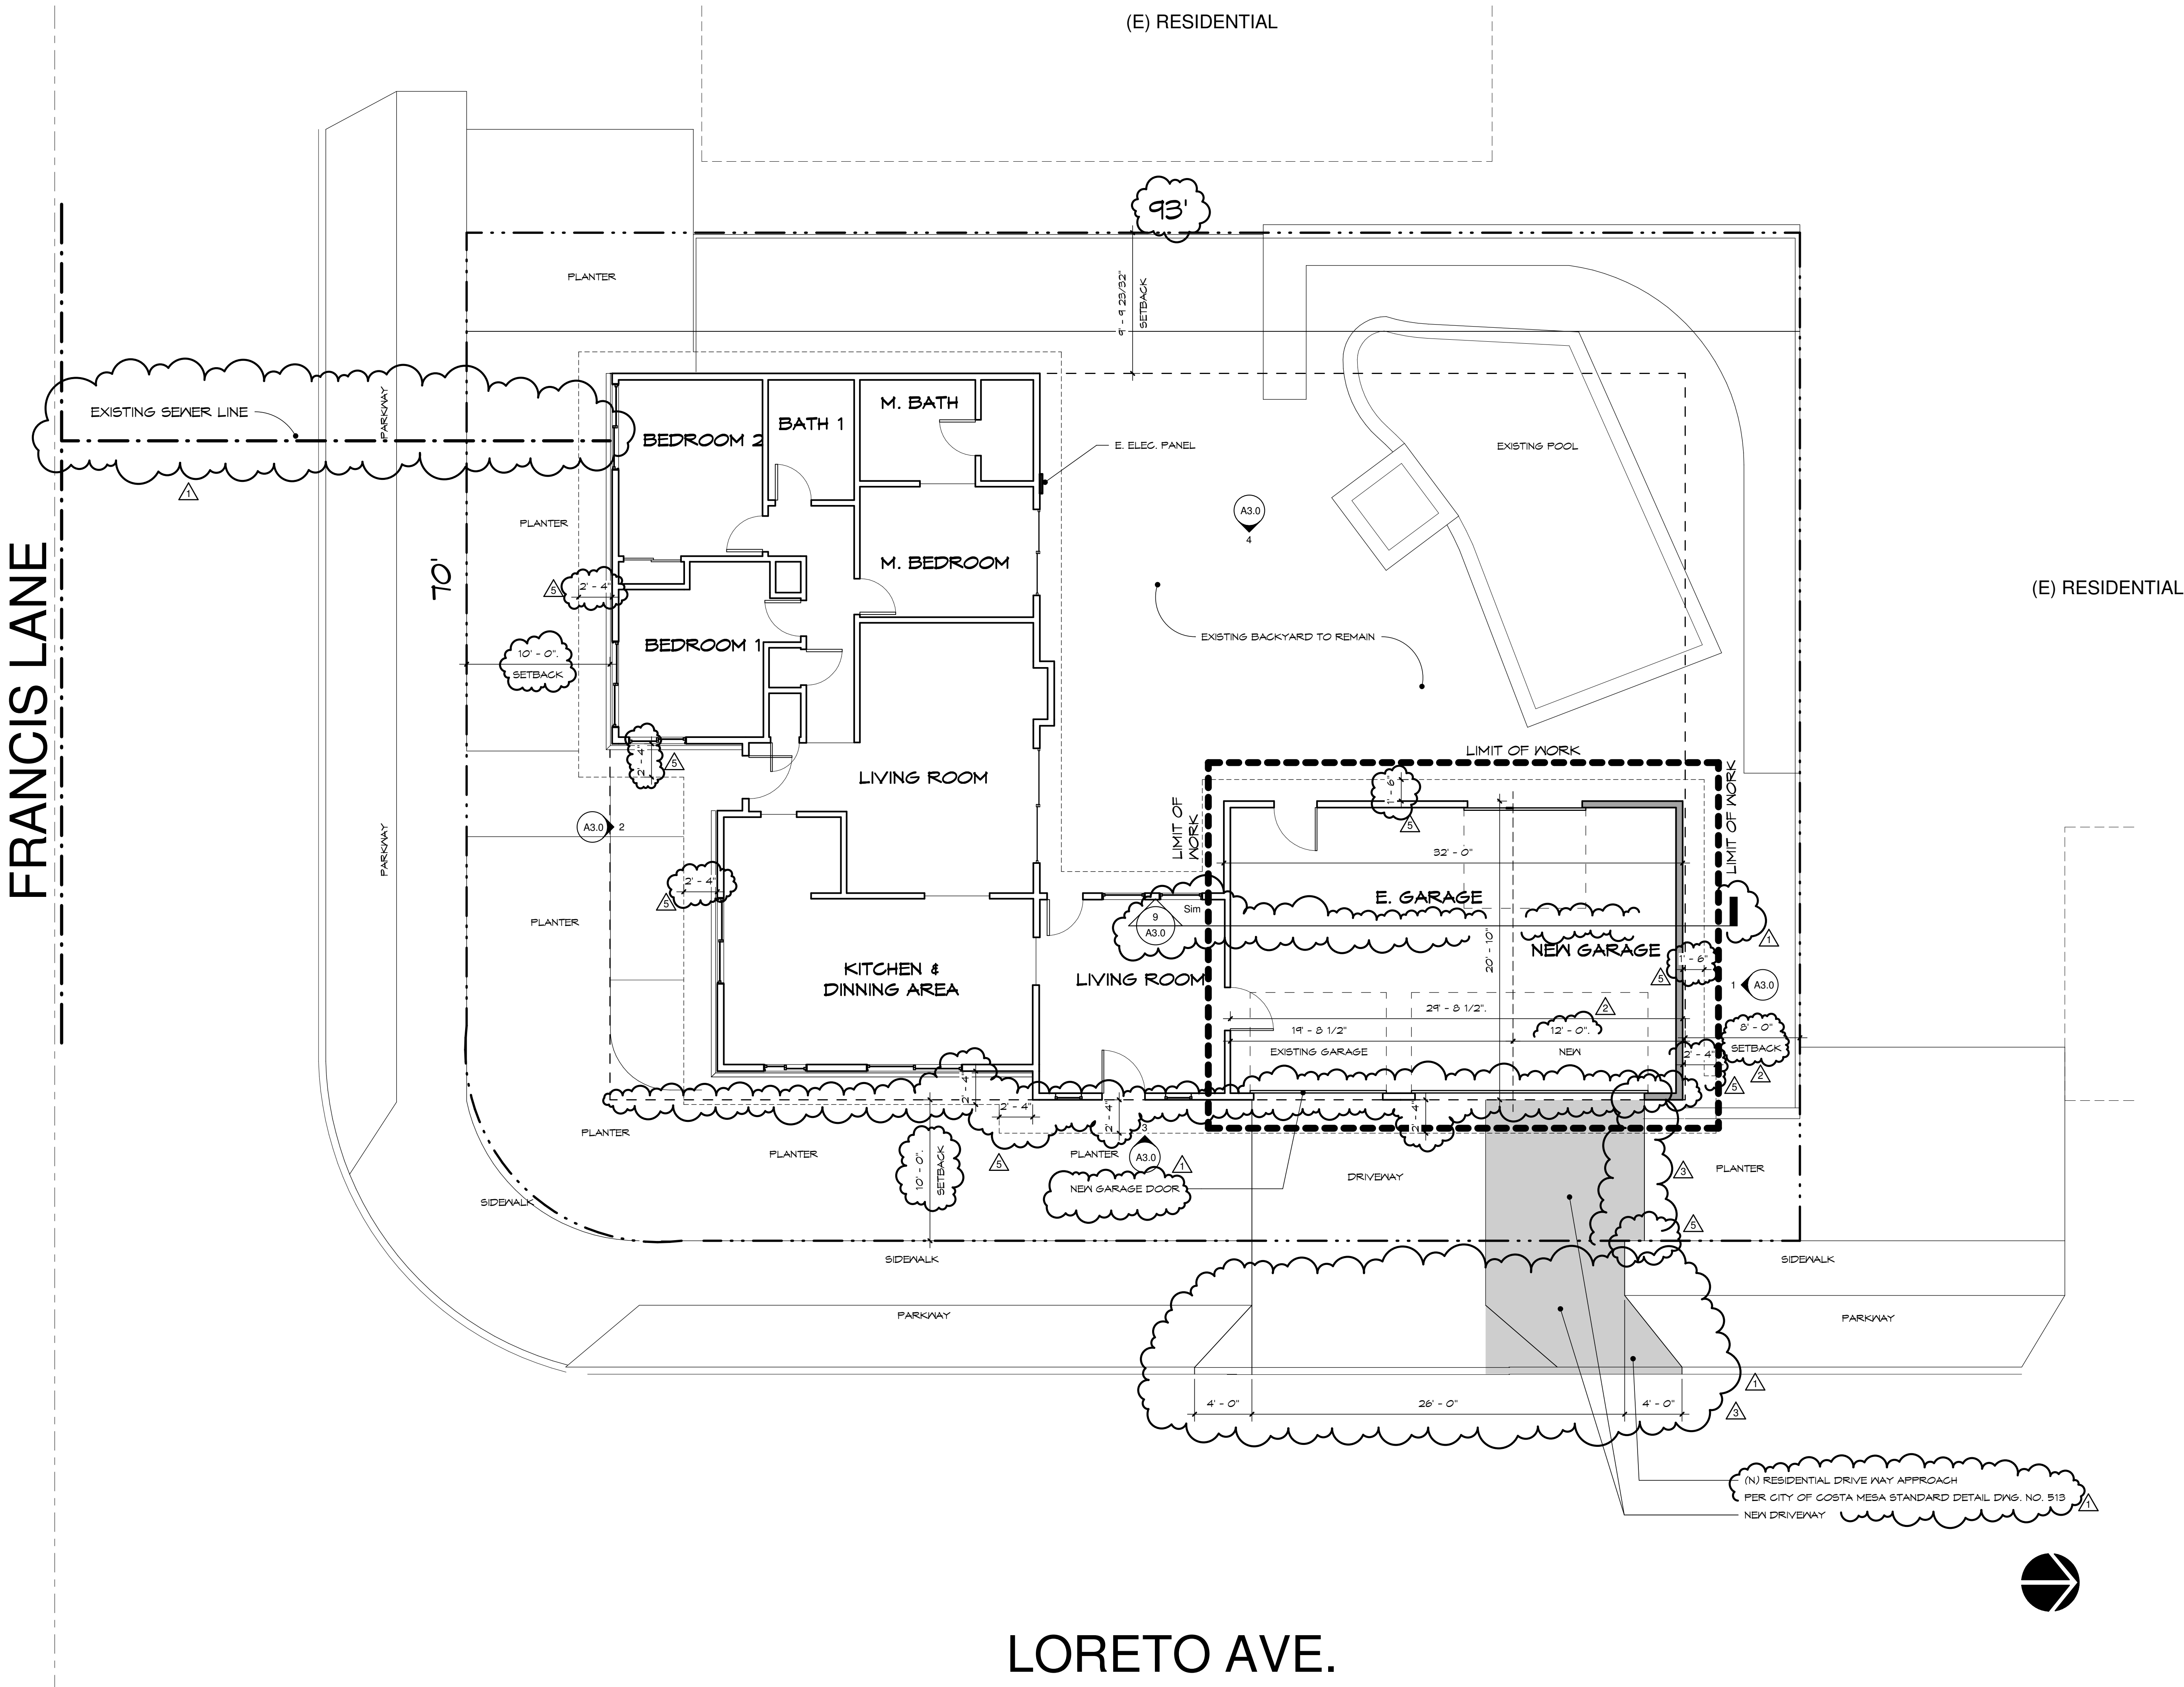 (E) RESIDENTIAL
93'
PLANTER
9' - 9 23/32"
SETBACK
EXISTING SEWER LINE
PARKWAY
1
BEDROOM 2
BATH 1
M. BATH
E. ELEC. PANEL
EXISTING POOL
A3.0
4
PLANTER
FRANCIS LANE
70'
M. BEDROOM
5
2' - 4"
(E) RESIDENTIAL
EXISTING BACKYARD TO REMAIN
BEDROOM 1
10' - 0".
SETBACK
2' - 4"
5
LIVING ROOM
LIMIT OF WORK
LIMIT OF
WORK
LIMIT OF WORK
1' - 6"
5
A3.0
2
PARKWAY
32' - 0"
2' - 4"
5
E. GARAGE
Sim
9
A3.0
PLANTER
1
NEW GARAGE
20' - 10"
1' - 6"
5
KITCHEN &
DINNING AREA
LIVING ROOM
1
A3.0
29' - 8 1/2".
2
19' - 8 1/2"
12' - 0".
EXISTING GARAGE
NEW
8' - 0"
SETBACK
2
2' - 4"
5
2' - 4"
2' - 4"
2' - 4"
2' - 4"
PLANTER
PLANTER
5
PLANTER
3
A3.0
1
NEW GARAGE DOOR
DRIVEWAY
3
PLANTER
10' - 0".
SETBACK
SIDEWALK
5
SIDEWALK
SIDEWALK
PARKWAY
PARKWAY
1
4' - 0"
26' - 0"
4' - 0"
3
(N) RESIDENTIAL DRIVE WAY APPROACH
PER CITY OF COSTA MESA STANDARD DETAIL DWG. NO. 513
1
NEW DRIVEWAY
LORETO AVE.